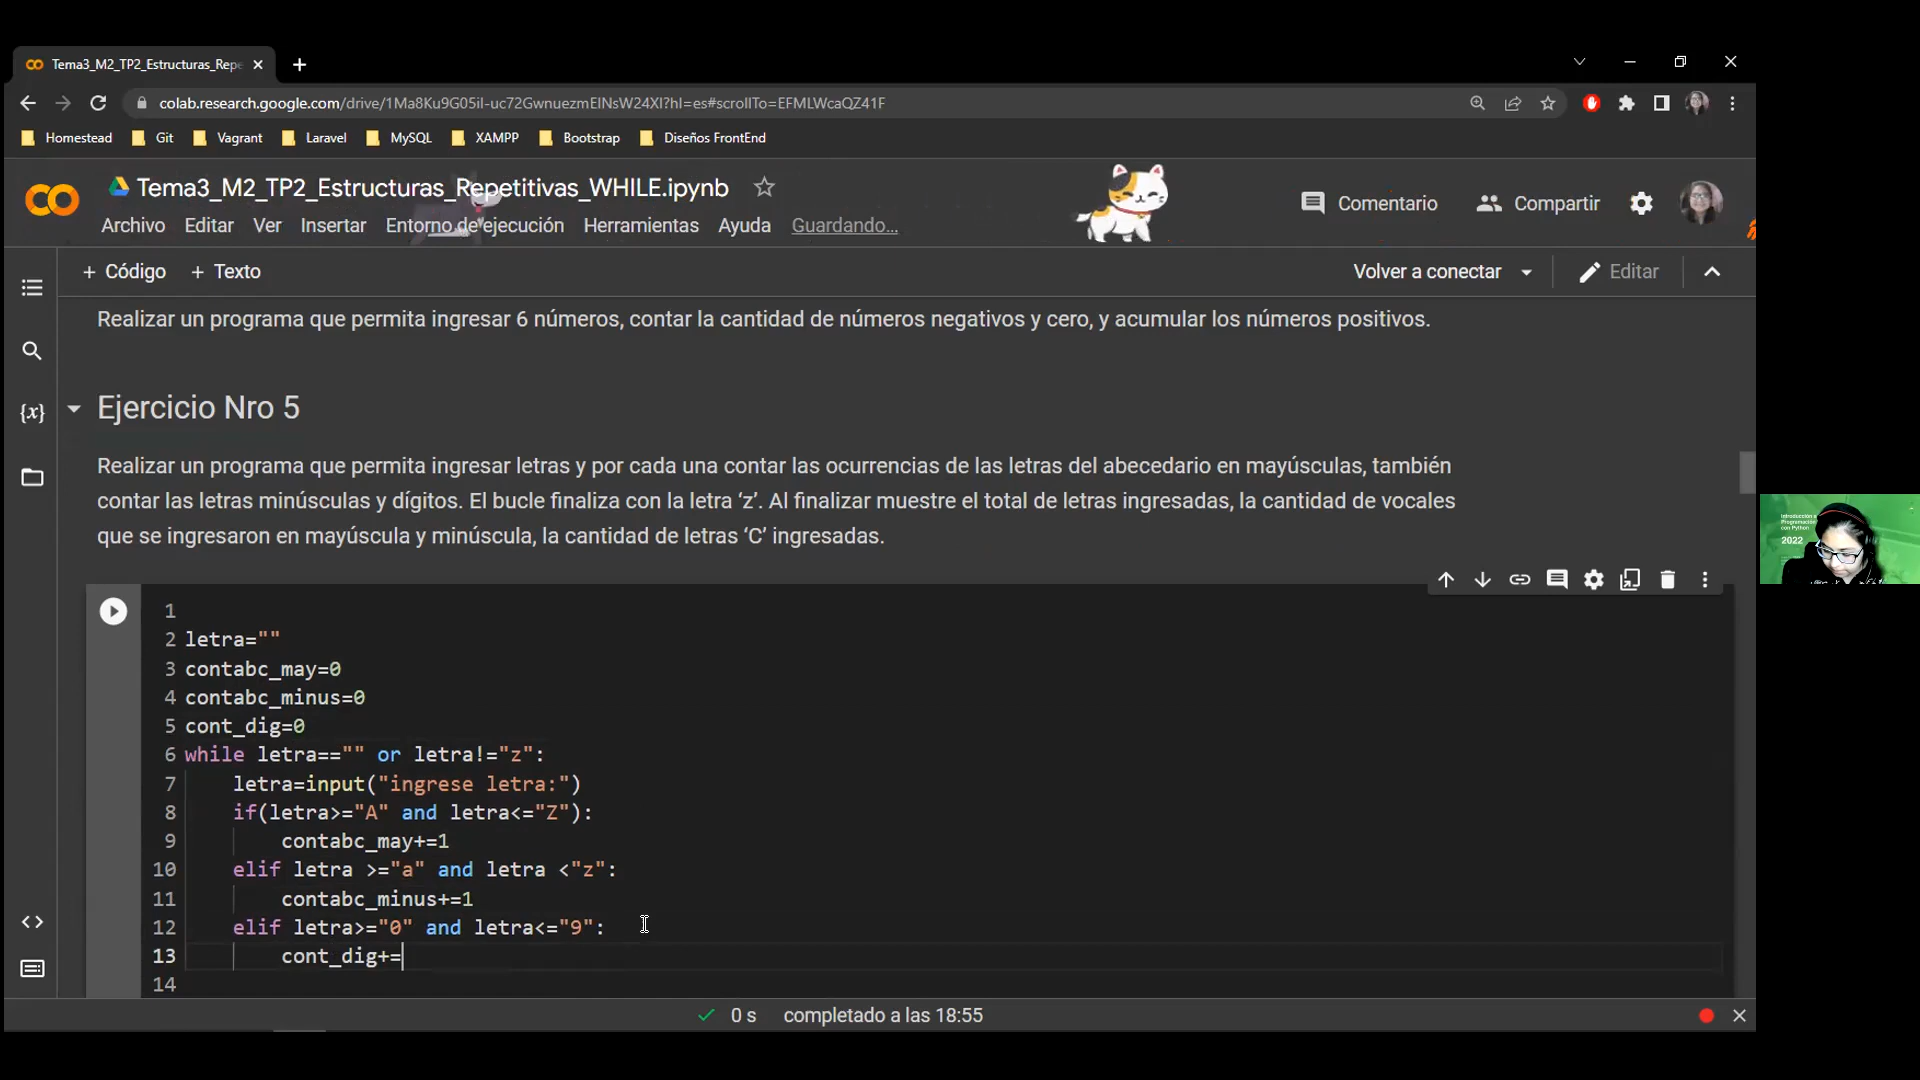 Tema3_M2_TP2_Estructuras_Repe
colab.research.google.com/drive/1Ma8Ku9G05iI-uc72GwnuezmEINsW24XI?hl=es#scrollTo=EFMLWcaQZ41F
Homestead Git Vagrant Laravel MySQL XAMPP Bootstrap Diseños FrontEnd
Tema3_M2_TP2_Estructuras_Repetitivas_WHILE.ipynb
Comentario Compartir
Archivo Editar Ver Insertar Entorno de ejecución Herramientas Ayuda Guardando...
+ Código + Texto Volver a conectar Editar
Realizar un programa que permita ingresar 6 números, contar la cantidad de números negativos y cero, y acumular los números positivos.
Ejercicio Nro 5
Realizar un programa que permita ingresar letras y por cada una contar las ocurrencias de las letras del abecedario en mayúsculas, también
contar las letras minúsculas y dígitos. El bucle finaliza con la letra ‘z’. Al finalizar muestre el total de letras ingresadas, la cantidad de vocales
que se ingresaron en mayúscula y minúscula, la cantidad de letras ‘C’ ingresadas.
1
2 letra=""
3 contabc_may=0
4 contabc_minus=0
5 cont_dig=0
6 while letra=="" or letra!="z":
7 letra=input("ingrese letra:")
8 if(letra>="A" and letra<="Z"):
9 contabc_may+=1
10 elif letra >="a" and letra <"z":
11 contabc_minus+=1
12 elif letra>="0" and letra<="9":
13 cont_dig+=
14
0 s completado a las 18:55
Introducción a
Programación
con Python
2022